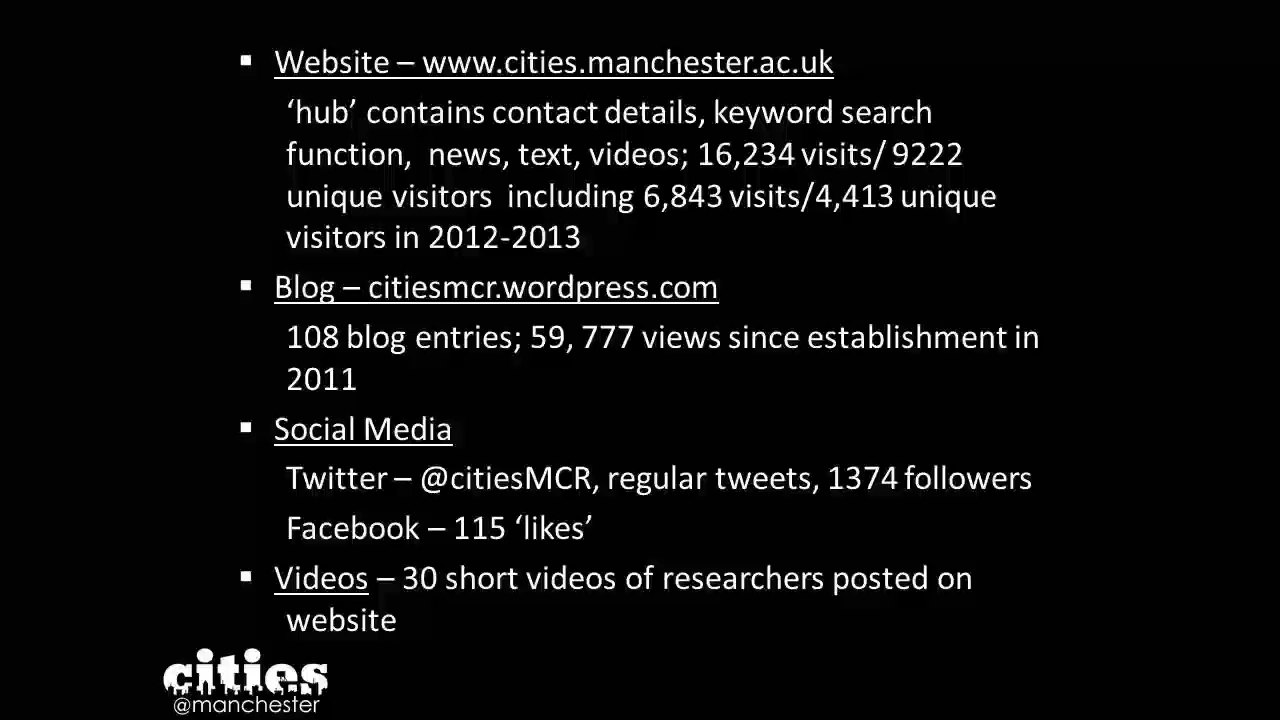 ▪ Website – www.cities.manchester.ac.uk
‘hub’ contains contact details, keyword search
function, news, text, videos; 16,234 visits/ 9222
unique visitors including 6,843 visits/4,413 unique
visitors in 2012-2013
▪ Blog – citiesmcr.wordpress.com
108 blog entries; 59, 777 views since establishment in
2011
▪ Social Media
Twitter – @citiesMCR, regular tweets, 1374 followers
Facebook – 115 ‘likes’
▪ Videos – 30 short videos of researchers posted on
website
cities
@manchester